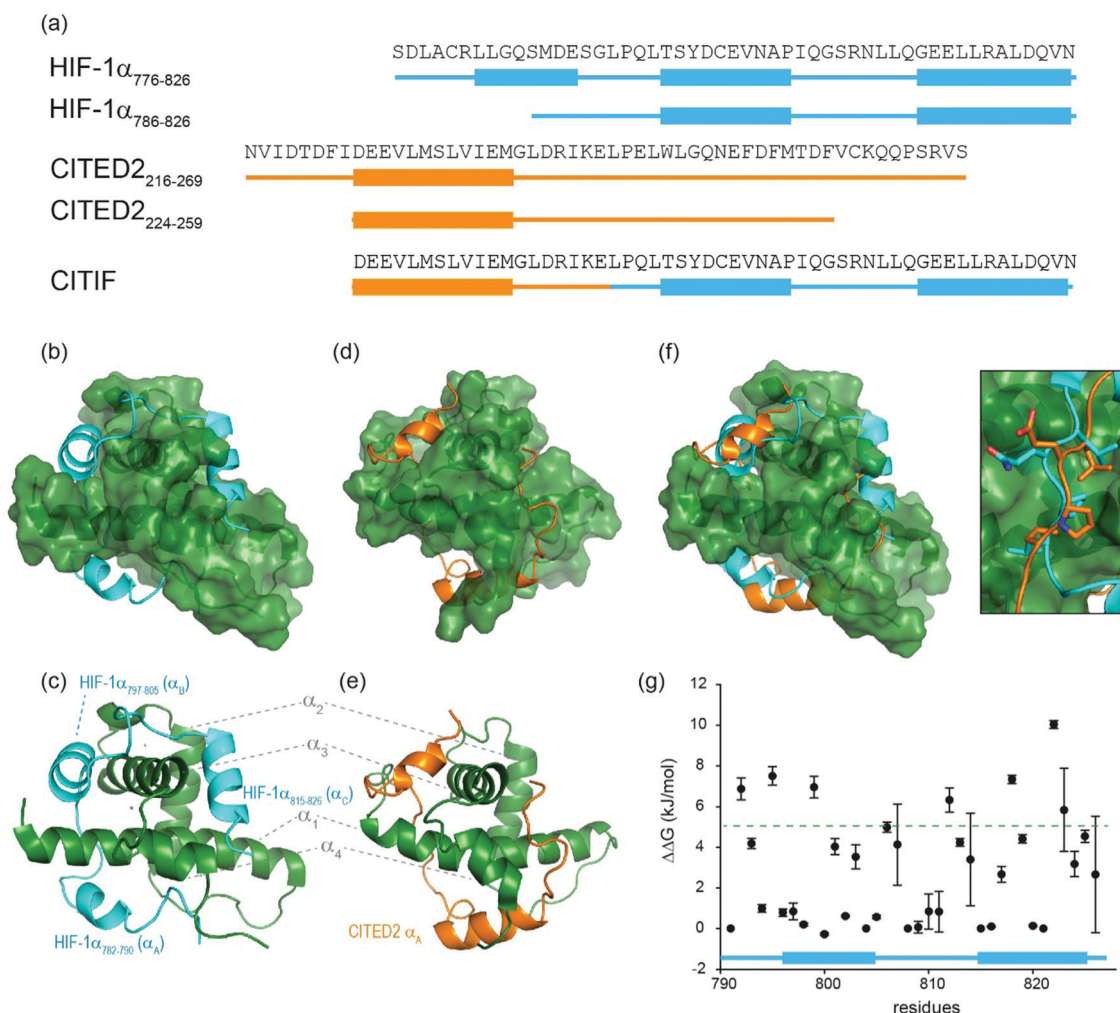 (a)
SDLACRLLGQSMDESGLPQLTSYDCEVNAPIQGSRNLLQGEELLRALDQVN
HIF-1α776-826
HIF-1α786-826
NVIDTDFIDEEVLMSLVIEMGLDRIKELPELWLGQNEFDFMTDFVCKQQPSRVS
CITED2216-269
CITED2224-259
DEEVLMSLVIEMGLDRIKELPQLTSYDCEVNAPIQGSRNLLQGEELLRALDQVN
CITIF
(b)
(d)
(f)
(c)
HIF-1α797-805 (αB)
(e)
(g)
α2
α3
HIF-1α815-826 (αC)
α1
α4
HIF-1α782-790 (αA)
CITED2 αA
ΔΔG (kJ/mol)
12
10
8
6
4
2
0
-2
790
800
810
820
residues